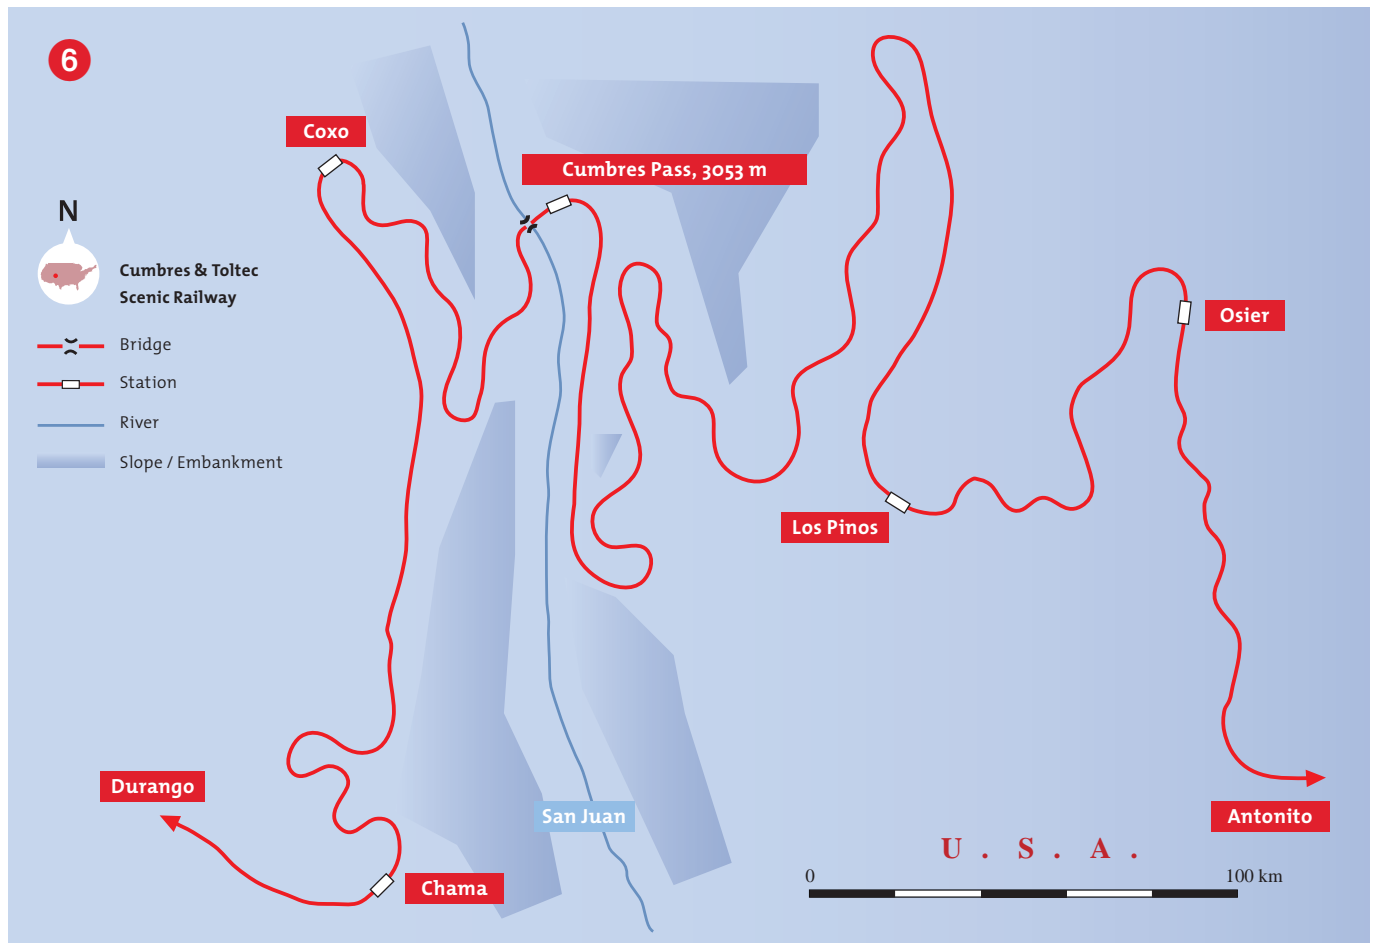 6
Coxo
Cumbres Pass, 3053 m
N
Cumbres & Toltec
Scenic Railway
Bridge
Station
River
Slope / Embankment
Osier
Los Pinos
Durango
San Juan
Antonito
U . S . A .
Chama
0
100 km